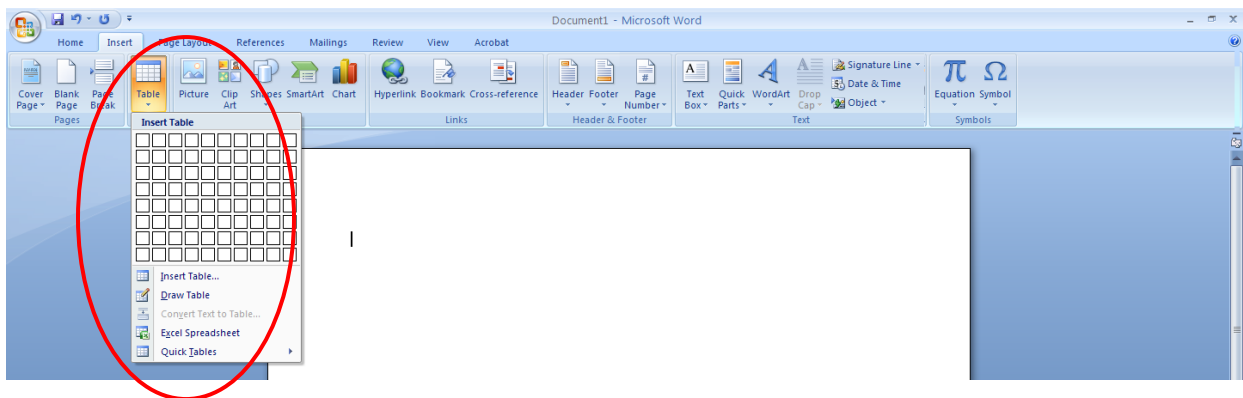 Document1 - Microsoft Word
Home Insert Page Layout References Mailings Review View Acrobat
Cover Page Blank Page Page Break Table Picture Clip Art Shapes SmartArt Chart Hyperlink Bookmark Cross-reference Header Footer Page Number Text Box Quick Parts WordArt Drop Cap Signature Line Equation Symbol
Date & Time
Object
Pages Links Header & Footer Text Symbols
Insert Table
Insert Table...
Draw Table
Convert Text to Table...
Excel Spreadsheet
Quick Tables